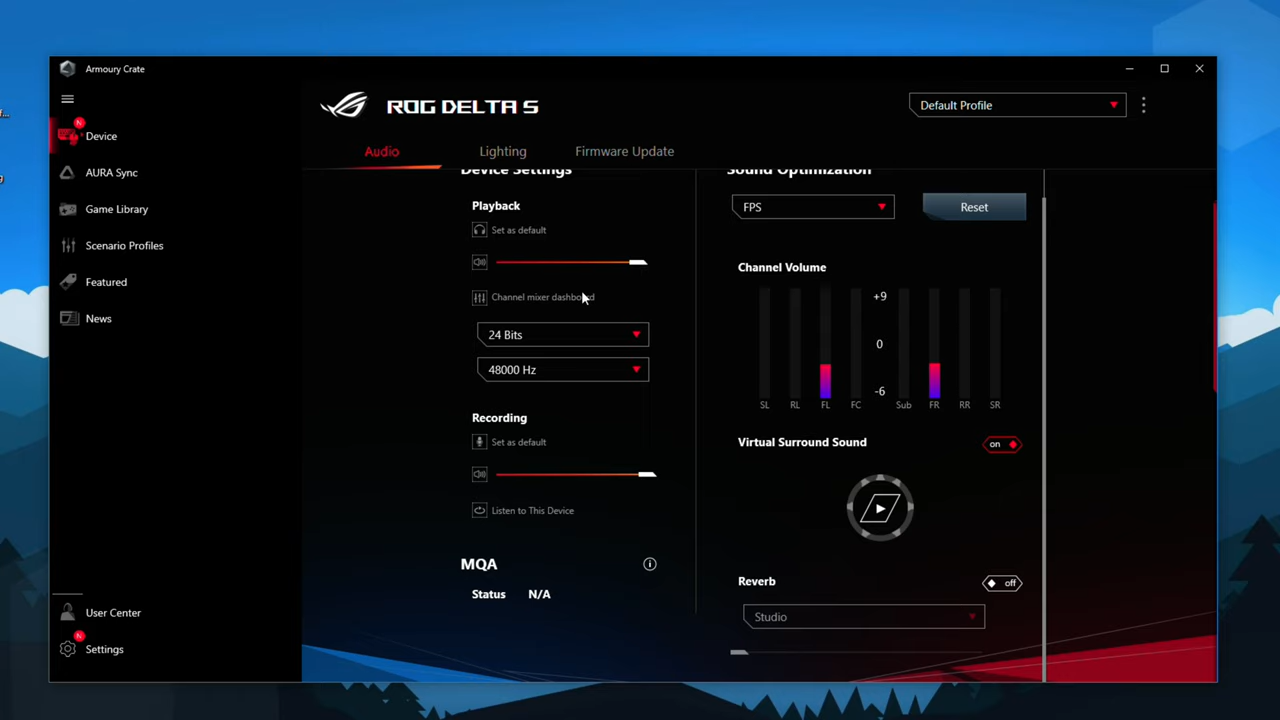 f...
g
Armoury Crate
N
Device
AURA Sync
Game Library
Scenario Profiles
Featured
News
User Center
N
Settings
ROG DELTA S
Default Profile
Audio
Lighting
Firmware Update
Device Settings
Playback
Set as default
Channel mixer dashboard
24 Bits
48000 Hz
Recording
Set as default
Listen to This Device
MQA
Status N/A
Sound Optimization
FPS
Reset
Channel Volume
+9
0
-6
SL RL FL FC Sub FR RR SR
Virtual Surround Sound
on
Reverb
off
Studio